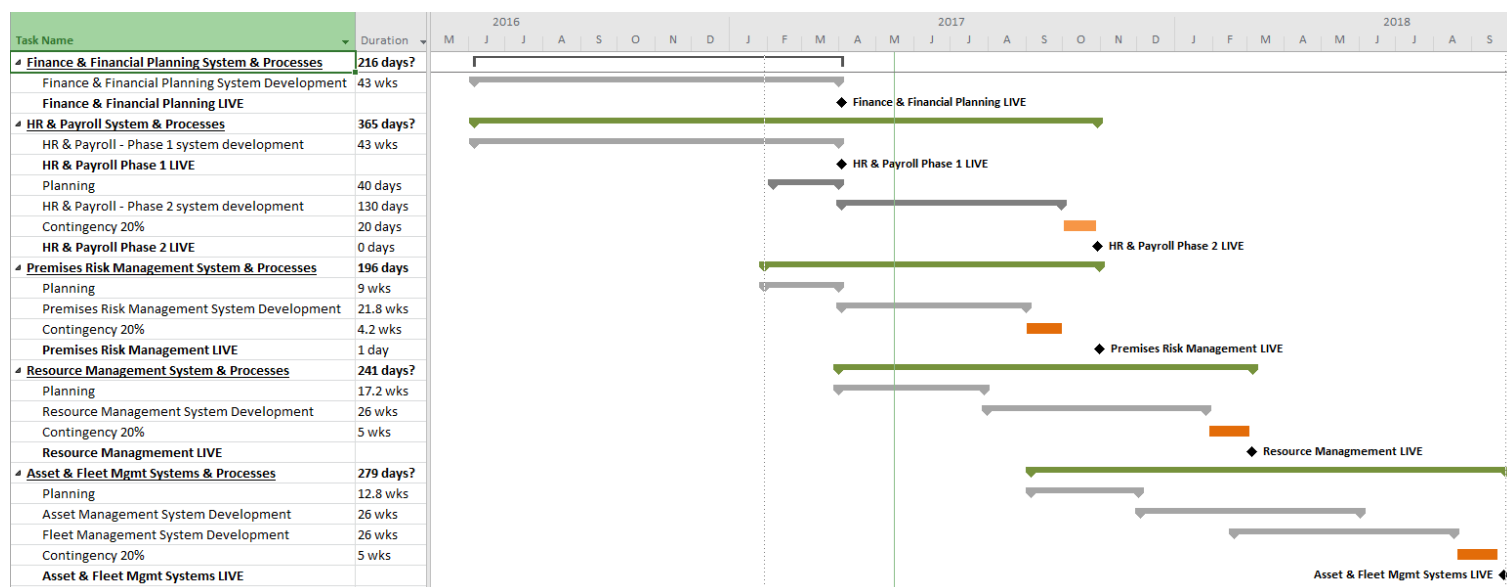 2016 2017 2018
Task Name Duration M J J A S O N D J F M A M J J A S O N D J F M A M J J A S
Finance & Financial Planning System & Processes 216 days?
Finance & Financial Planning System Development 43 wks
Finance & Financial Planning LIVE Finance & Financial Planning LIVE
HR & Payroll System & Processes 365 days?
HR & Payroll - Phase 1 system development 43 wks
HR & Payroll Phase 1 LIVE HR & Payroll Phase 1 LIVE
Planning 40 days
HR & Payroll - Phase 2 system development 130 days
Contingency 20% 20 days
HR & Payroll Phase 2 LIVE 0 days HR & Payroll Phase 2 LIVE
Premises Risk Management System & Processes 196 days
Planning 9 wks
Premises Risk Management System Development 21.8 wks
Contingency 20% 4.2 wks
Premises Risk Management LIVE 1 day Premises Risk Management LIVE
Resource Management System & Processes 241 days?
Planning 17.2 wks
Resource Management System Development 26 wks
Contingency 20% 5 wks
Resource Managmement LIVE Resource Managmement LIVE
Asset & Fleet Mgmt Systems & Processes 279 days?
Planning 12.8 wks
Asset Management System Development 26 wks
Fleet Management System Development 26 wks
Contingency 20% 5 wks
Asset & Fleet Mgmt Systems LIVE Asset & Fleet Mgmt Systems LIVE